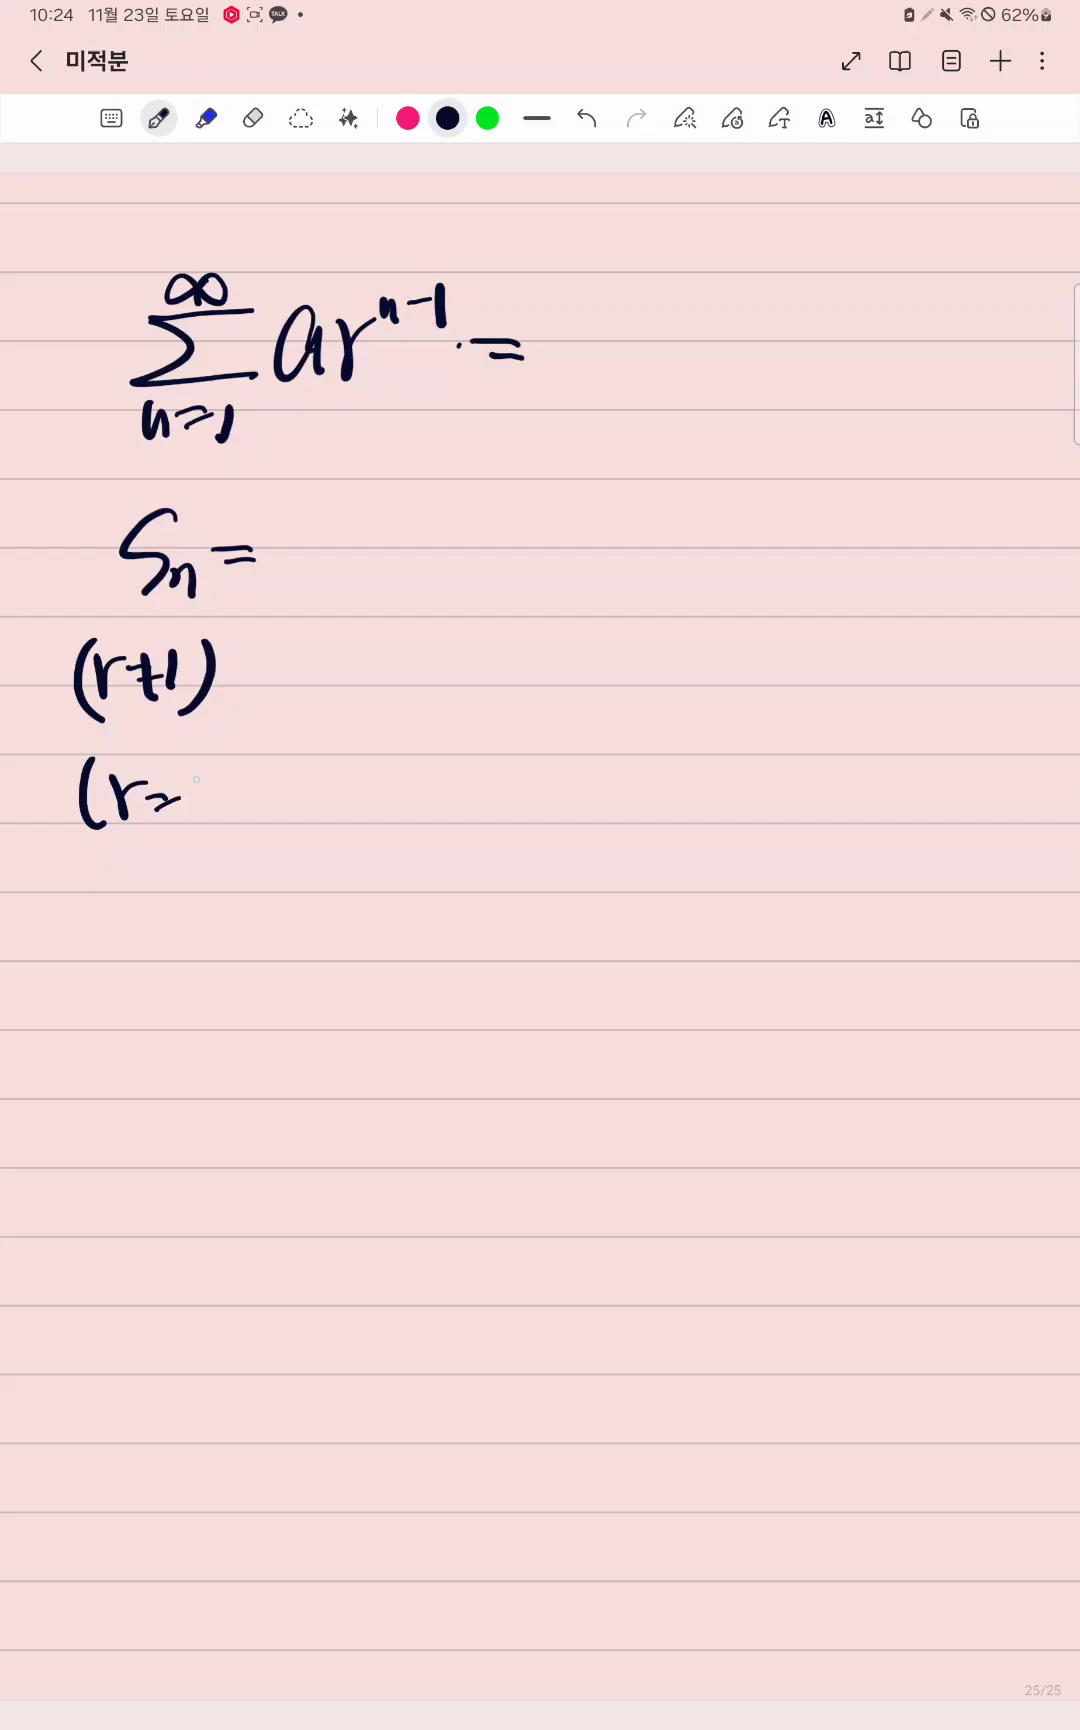 10:24 11월 23일 토요일 TALK 62%
미적분
∞
∑ ar^{n-1} . =
n=1
S_n =
(r≠1)
(r=
25/25